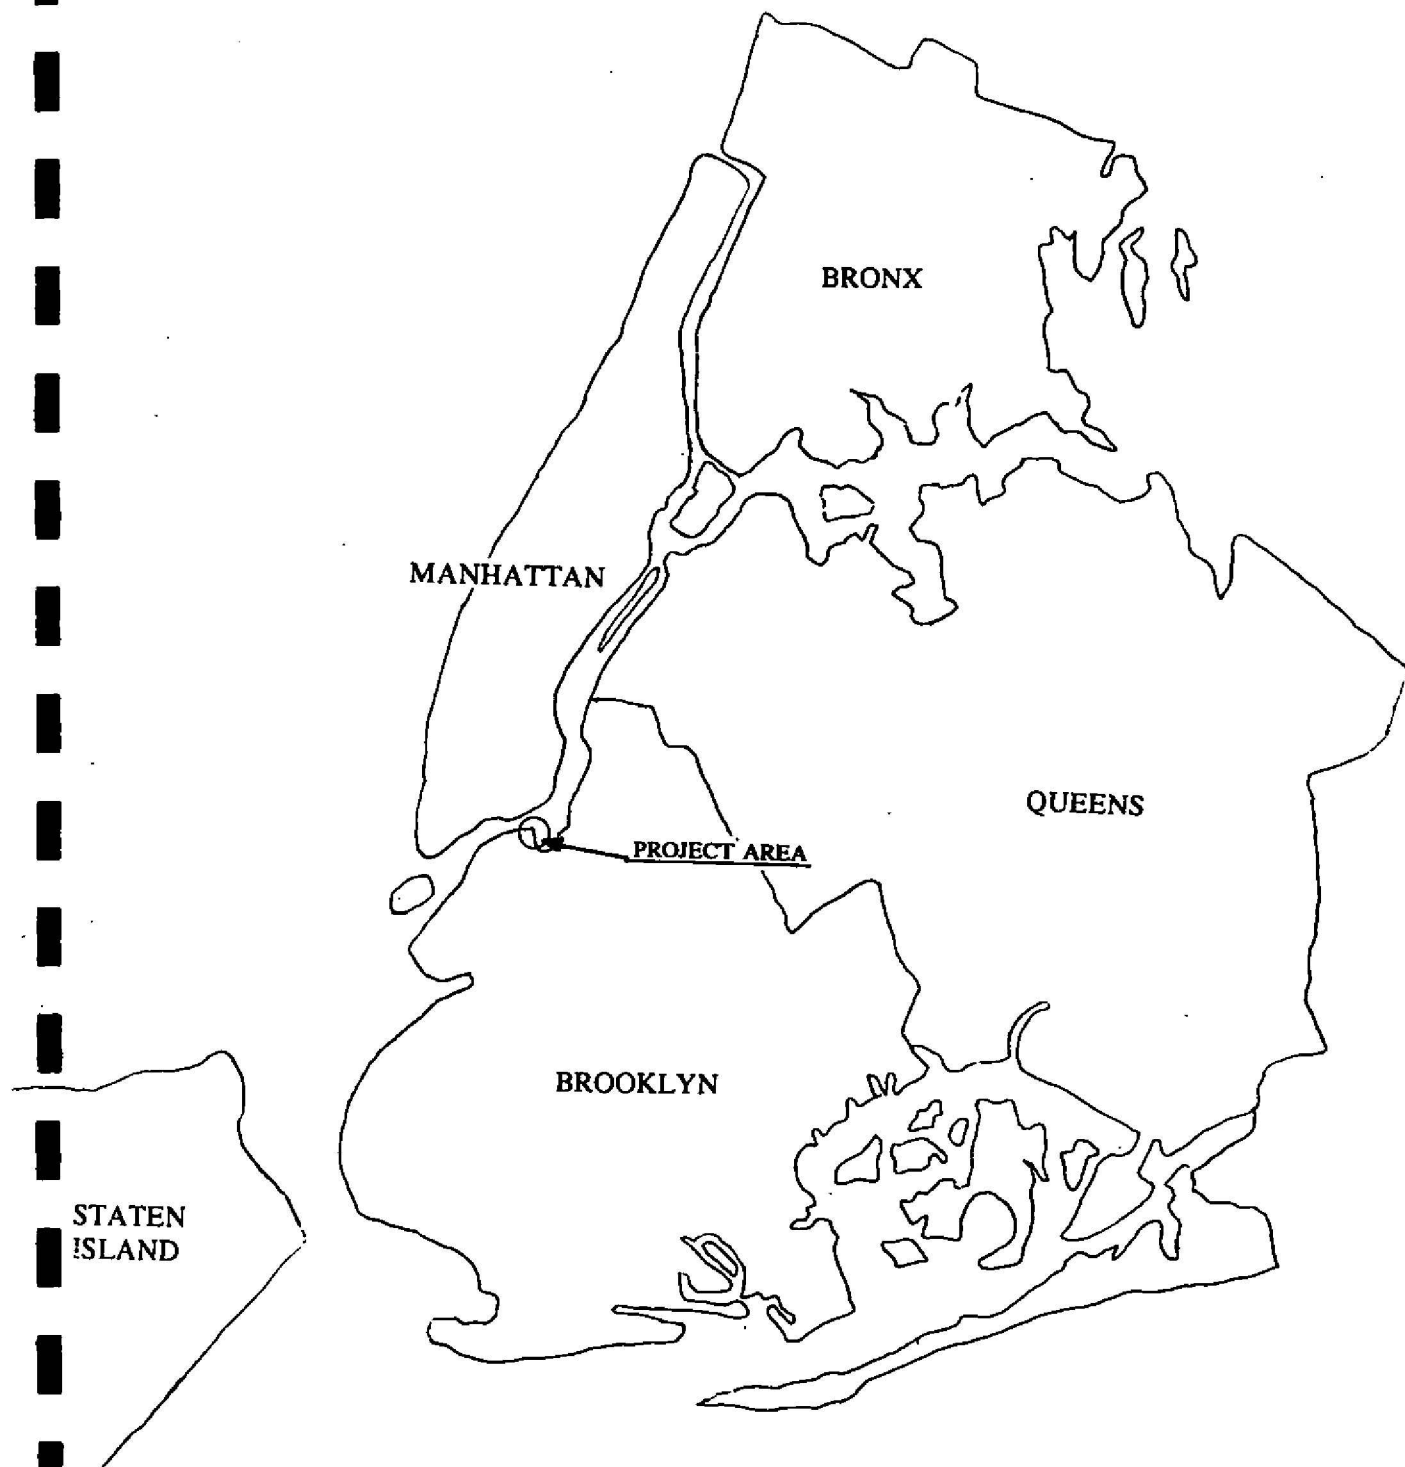 BRONX
MANHATTAN
QUEENS
PROJECT AREA
BROOKLYN
STATEN
ISLAND